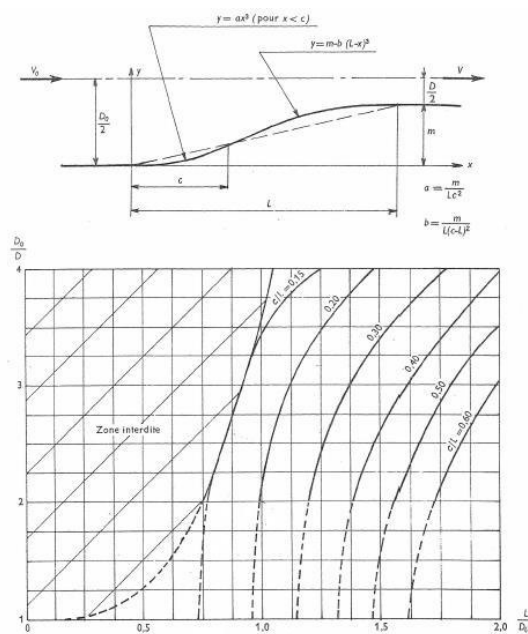 y = ax³ (pour x < c)
y = m-b (L-x)³
V₀
y
V
D₀/2
D/2
m
x
c
L
a = m/Lc²
b = m/L(c-L)²
D₀/D
4
3
2
1
c/L = 0,15
0,20
0,30
0,40
0,50
c/L = 0,60
Zone interdite
0
0,5
1,0
1,5
2,0
L/D₀